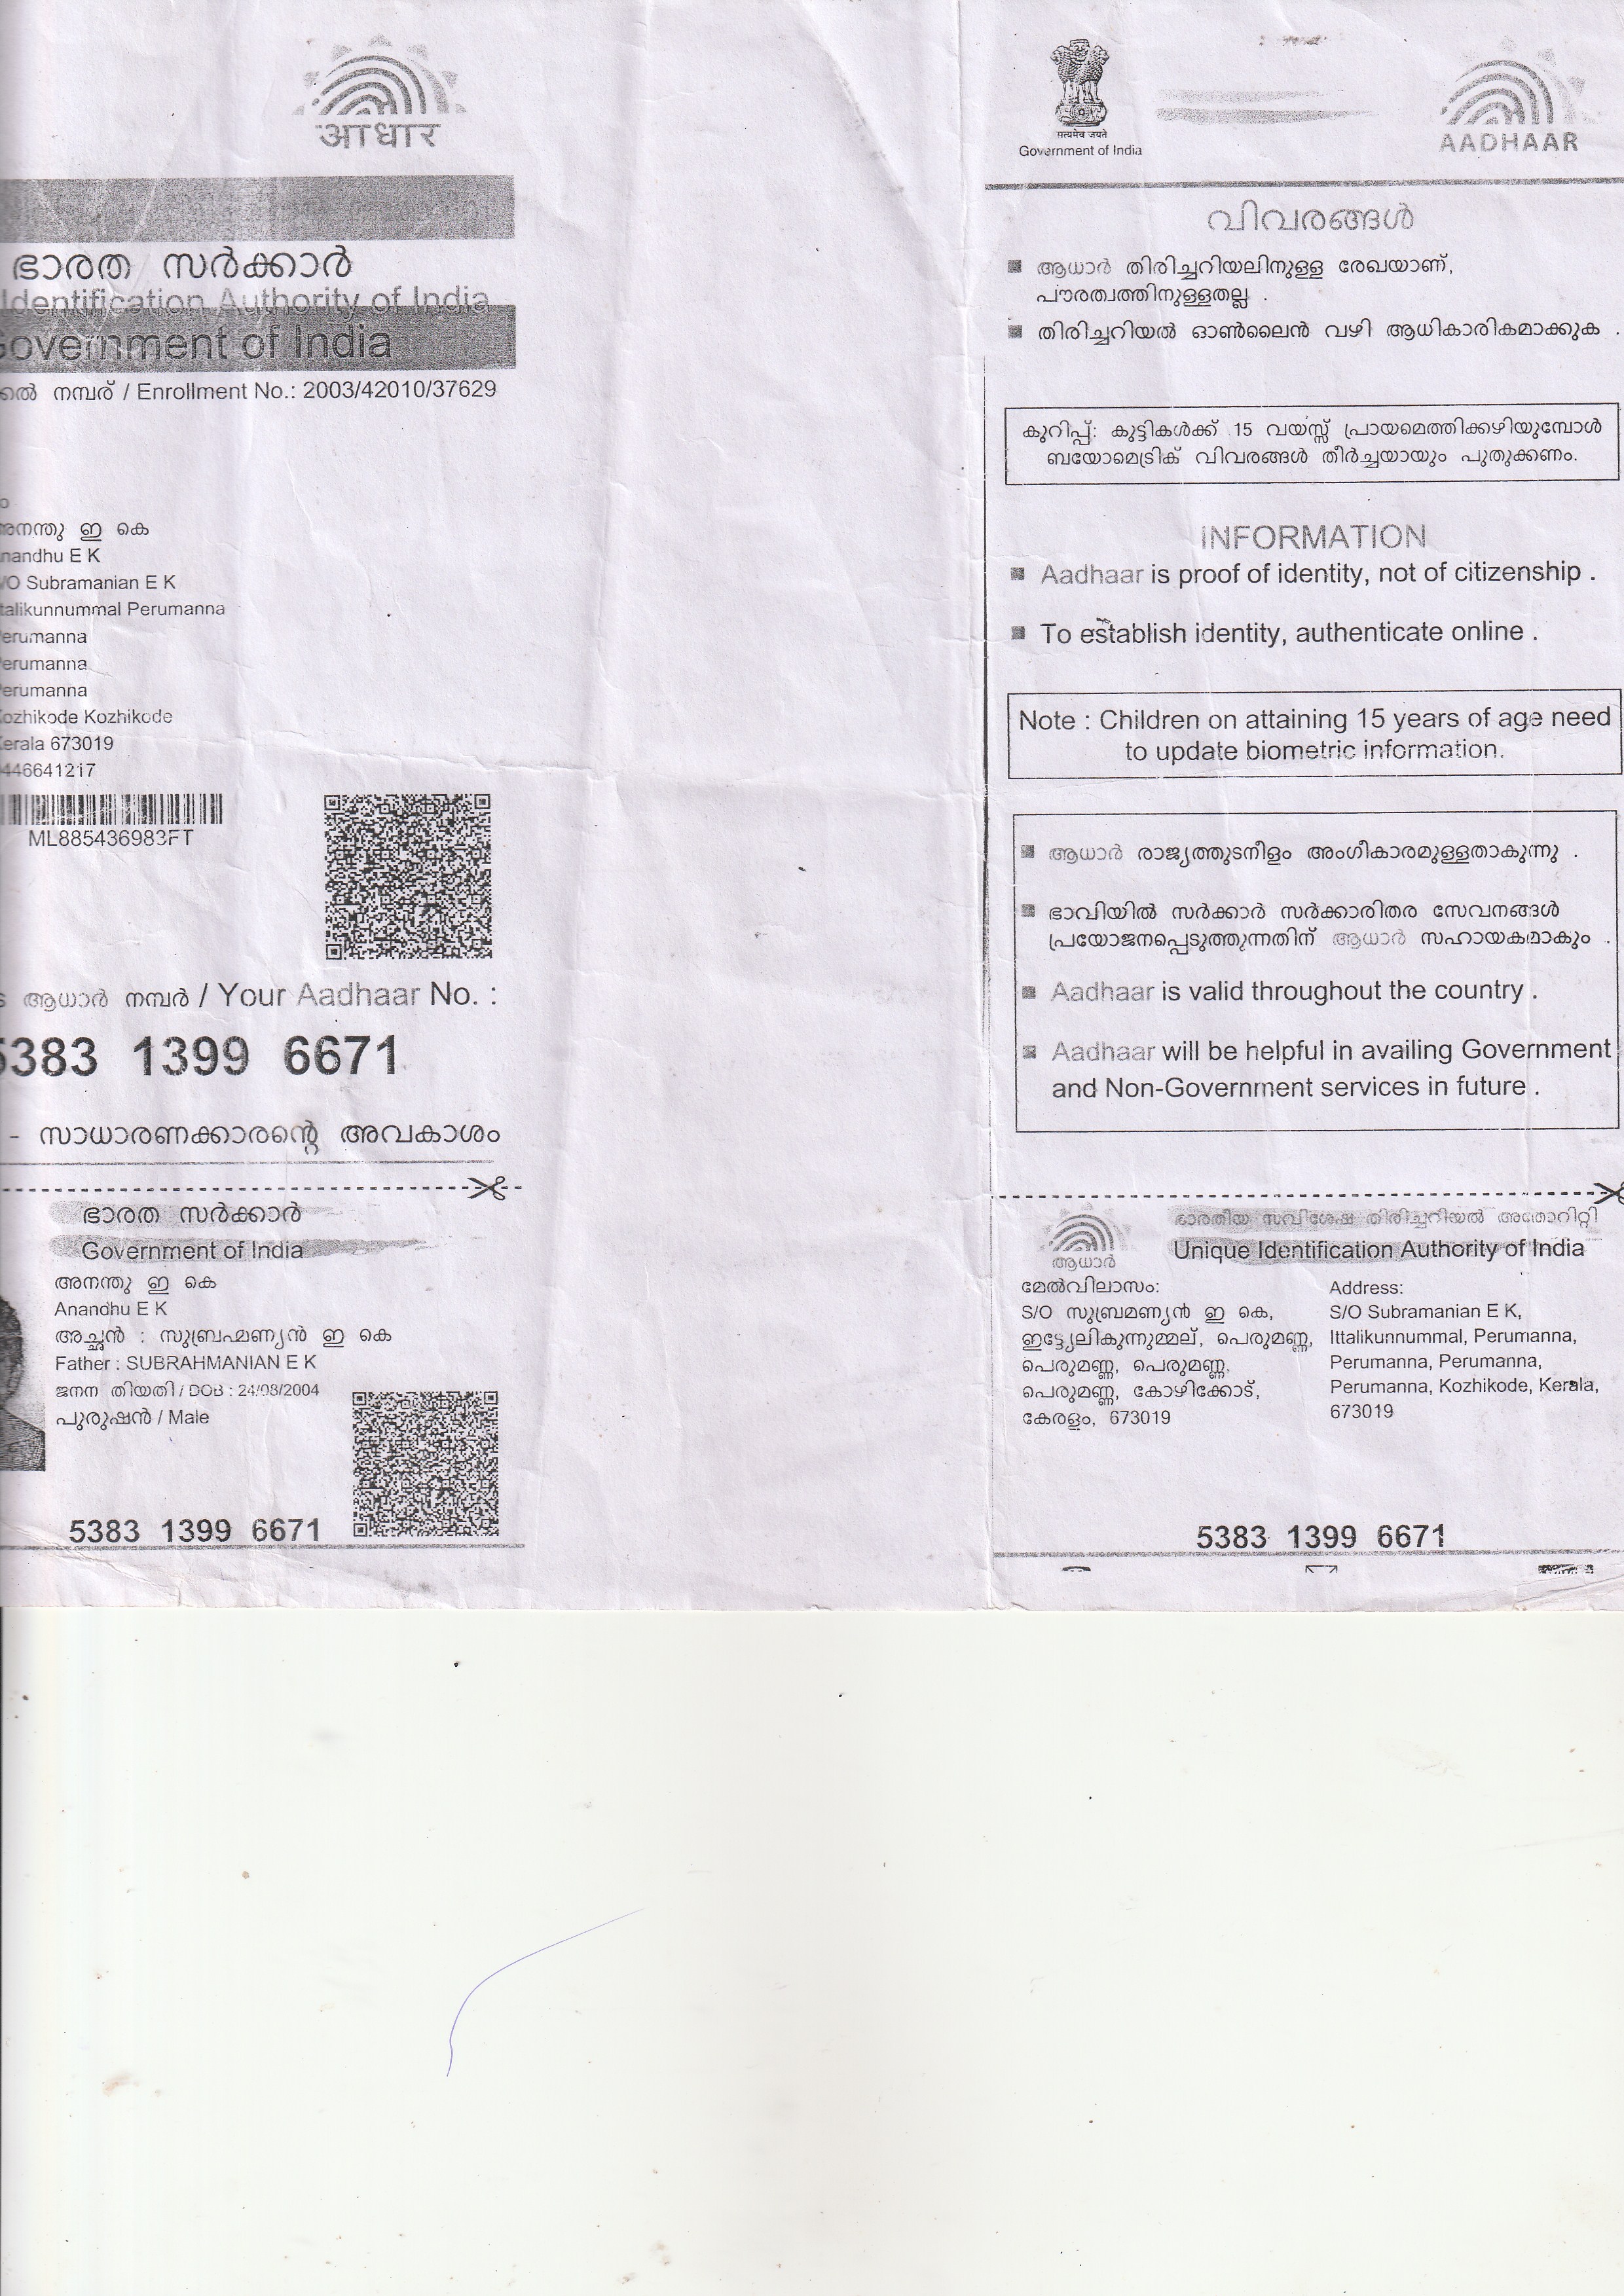 आधार
ഭാരത സർക്കാർ
Identification Authority of India
Government of India
നമ്പര് / Enrollment No.: 2003/42010/37629
അനന്തു ഇ കെ
Anandhu E K
S/O Subramanian E K
Ittalikunnummal Perumanna
Perumanna
Perumanna
Perumanna
Kozhikode Kozhikode
Kerala 673019
446641217
ML885436983FT
ആധാർ നമ്പർ / Your Aadhaar No. :
5383 1399 6671
- സാധാരണക്കാരന്റെ അവകാശം
ഭാരത സർക്കാർ
Government of India
അനന്തു ഇ കെ
Anandhu E K
അച്ഛൻ : സുബ്രഹ്മണ്യൻ ഇ കെ
Father : SUBRAHMANIAN E K
ജനന തിയതി / DOB : 24/08/2004
പുരുഷൻ / Male
5383 1399 6671
सत्यमेव जयते
Government of India
AADHAAR
വിവരങ്ങൾ
ആധാർ തിരിച്ചറിയലിനുള്ള രേഖയാണ്,
പൗരത്വത്തിനുള്ളതല്ല .
തിരിച്ചറിയൽ ഓൺലൈൻ വഴി ആധികാരികമാക്കുക .
കുറിപ്പ്: കുട്ടികൾക്ക് 15 വയസ്സ് പ്രായമെത്തിക്കഴിയുമ്പോൾ
ബയോമെട്രിക് വിവരങ്ങൾ തീർച്ചയായും പുതുക്കണം.
INFORMATION
Aadhaar is proof of identity, not of citizenship .
To establish identity, authenticate online .
Note : Children on attaining 15 years of age need
to update biometric information.
ആധാർ രാജ്യത്തുടനീളം അംഗീകാരമുള്ളതാകുന്നു .
ഭാവിയിൽ സർക്കാർ സർക്കാരിതര സേവനങ്ങൾ
പ്രയോജനപ്പെടുത്തുന്നതിന് ആധാർ സഹായകമാകും .
Aadhaar is valid throughout the country .
Aadhaar will be helpful in availing Government
and Non-Government services in future .
ആധാർ
ഭാരതീയ സവിശേഷ തിരിച്ചറിയൽ അതോറിറ്റി
Unique Identification Authority of India
മേൽവിലാസം:
S/O സുബ്രമണ്യൻ ഇ കെ,
ഇട്ട്യേലികുന്നുമ്മല്, പെരുമണ്ണ,
പെരുമണ്ണ, പെരുമണ്ണ,
പെരുമണ്ണ, കോഴിക്കോട്,
കേരളം, 673019
Address:
S/O Subramanian E K,
Ittalikunnummal, Perumanna,
Perumanna, Perumanna,
Perumanna, Kozhikode, Kerala,
673019
5383 1399 6671